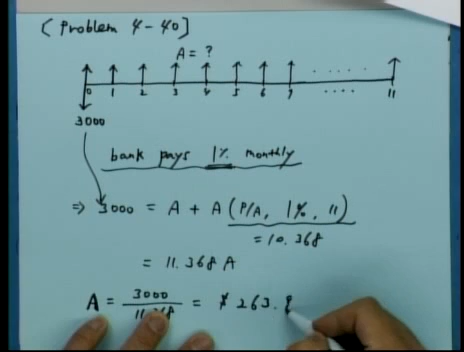 [Problem 4-40]
A = ?
0 1 2 3 4 5 6 7 ........ 11
3000
bank pays 1% monthly
⇒ 3000 = A + A (P/A, 1%, 11)
= 10.368
= 11.368 A
A = 3000 / 11.368 = $ 263.8